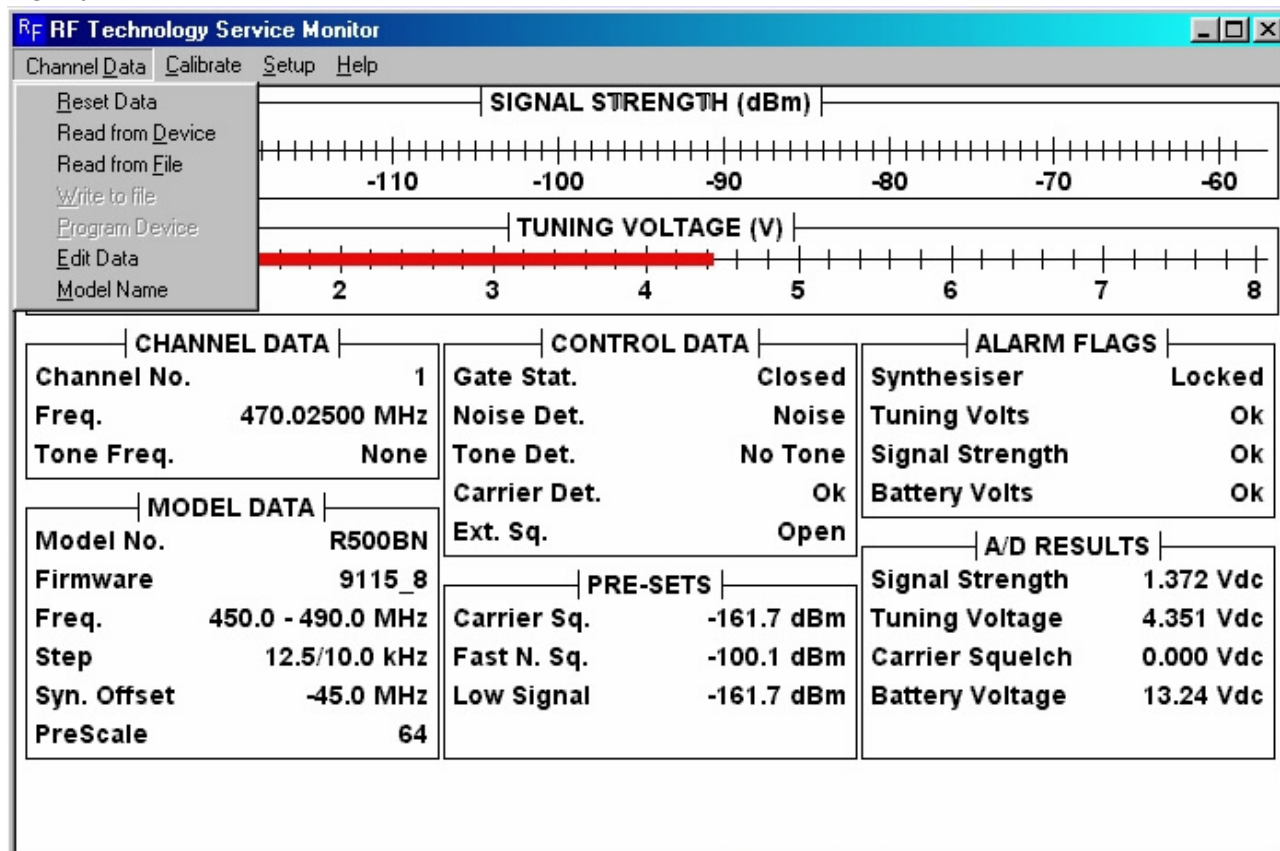 RF RF Technology Service Monitor
Channel Data Calibrate Setup Help
Reset Data
Read from Device
Read from File
Write to file
Program Device
Edit Data
Model Name
SIGNAL STRENGTH (dBm)
-110 -100 -90 -80 -70 -60
TUNING VOLTAGE (V)
2 3 4 5 6 7 8
CHANNEL DATA
Channel No. 1
Freq. 470.02500 MHz
Tone Freq. None
MODEL DATA
Model No. R500BN
Firmware 9115_8
Freq. 450.0 - 490.0 MHz
Step 12.5/10.0 kHz
Syn. Offset -45.0 MHz
PreScale 64
CONTROL DATA
Gate Stat. Closed
Noise Det. Noise
Tone Det. No Tone
Carrier Det. Ok
Ext. Sq. Open
PRE-SETS
Carrier Sq. -161.7 dBm
Fast N. Sq. -100.1 dBm
Low Signal -161.7 dBm
ALARM FLAGS
Synthesiser Locked
Tuning Volts Ok
Signal Strength Ok
Battery Volts Ok
A/D RESULTS
Signal Strength 1.372 Vdc
Tuning Voltage 4.351 Vdc
Carrier Squelch 0.000 Vdc
Battery Voltage 13.24 Vdc